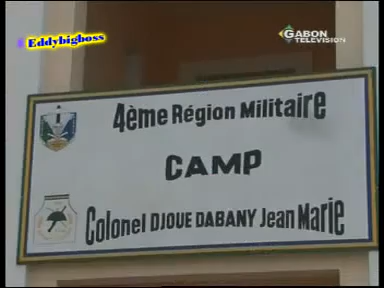 Eddybigboss
GABON
TELEVISION
4ème Région Militaire
CAMP
Colonel DJOUE DABANY Jean Marie